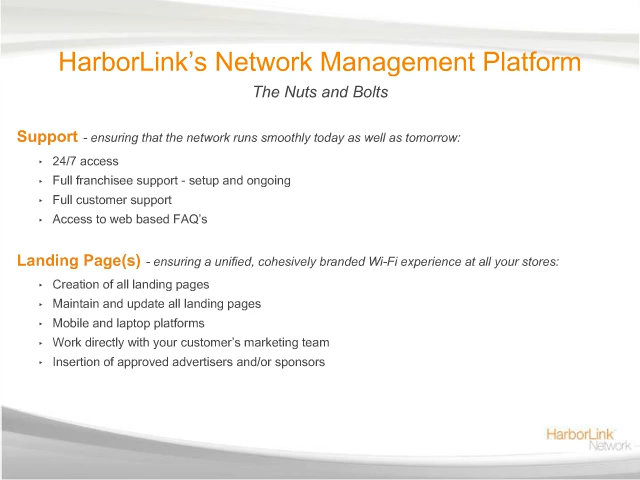 HarborLink's Network Management Platform
The Nuts and Bolts
Support - ensuring that the network runs smoothly today as well as tomorrow:
‣ 24/7 access
‣ Full franchisee support - setup and ongoing
‣ Full customer support
‣ Access to web based FAQ's
Landing Page(s) - ensuring a unified, cohesively branded Wi-Fi experience at all your stores:
‣ Creation of all landing pages
‣ Maintain and update all landing pages
‣ Mobile and laptop platforms
‣ Work directly with your customer's marketing team
‣ Insertion of approved advertisers and/or sponsors
HarborLink
Network